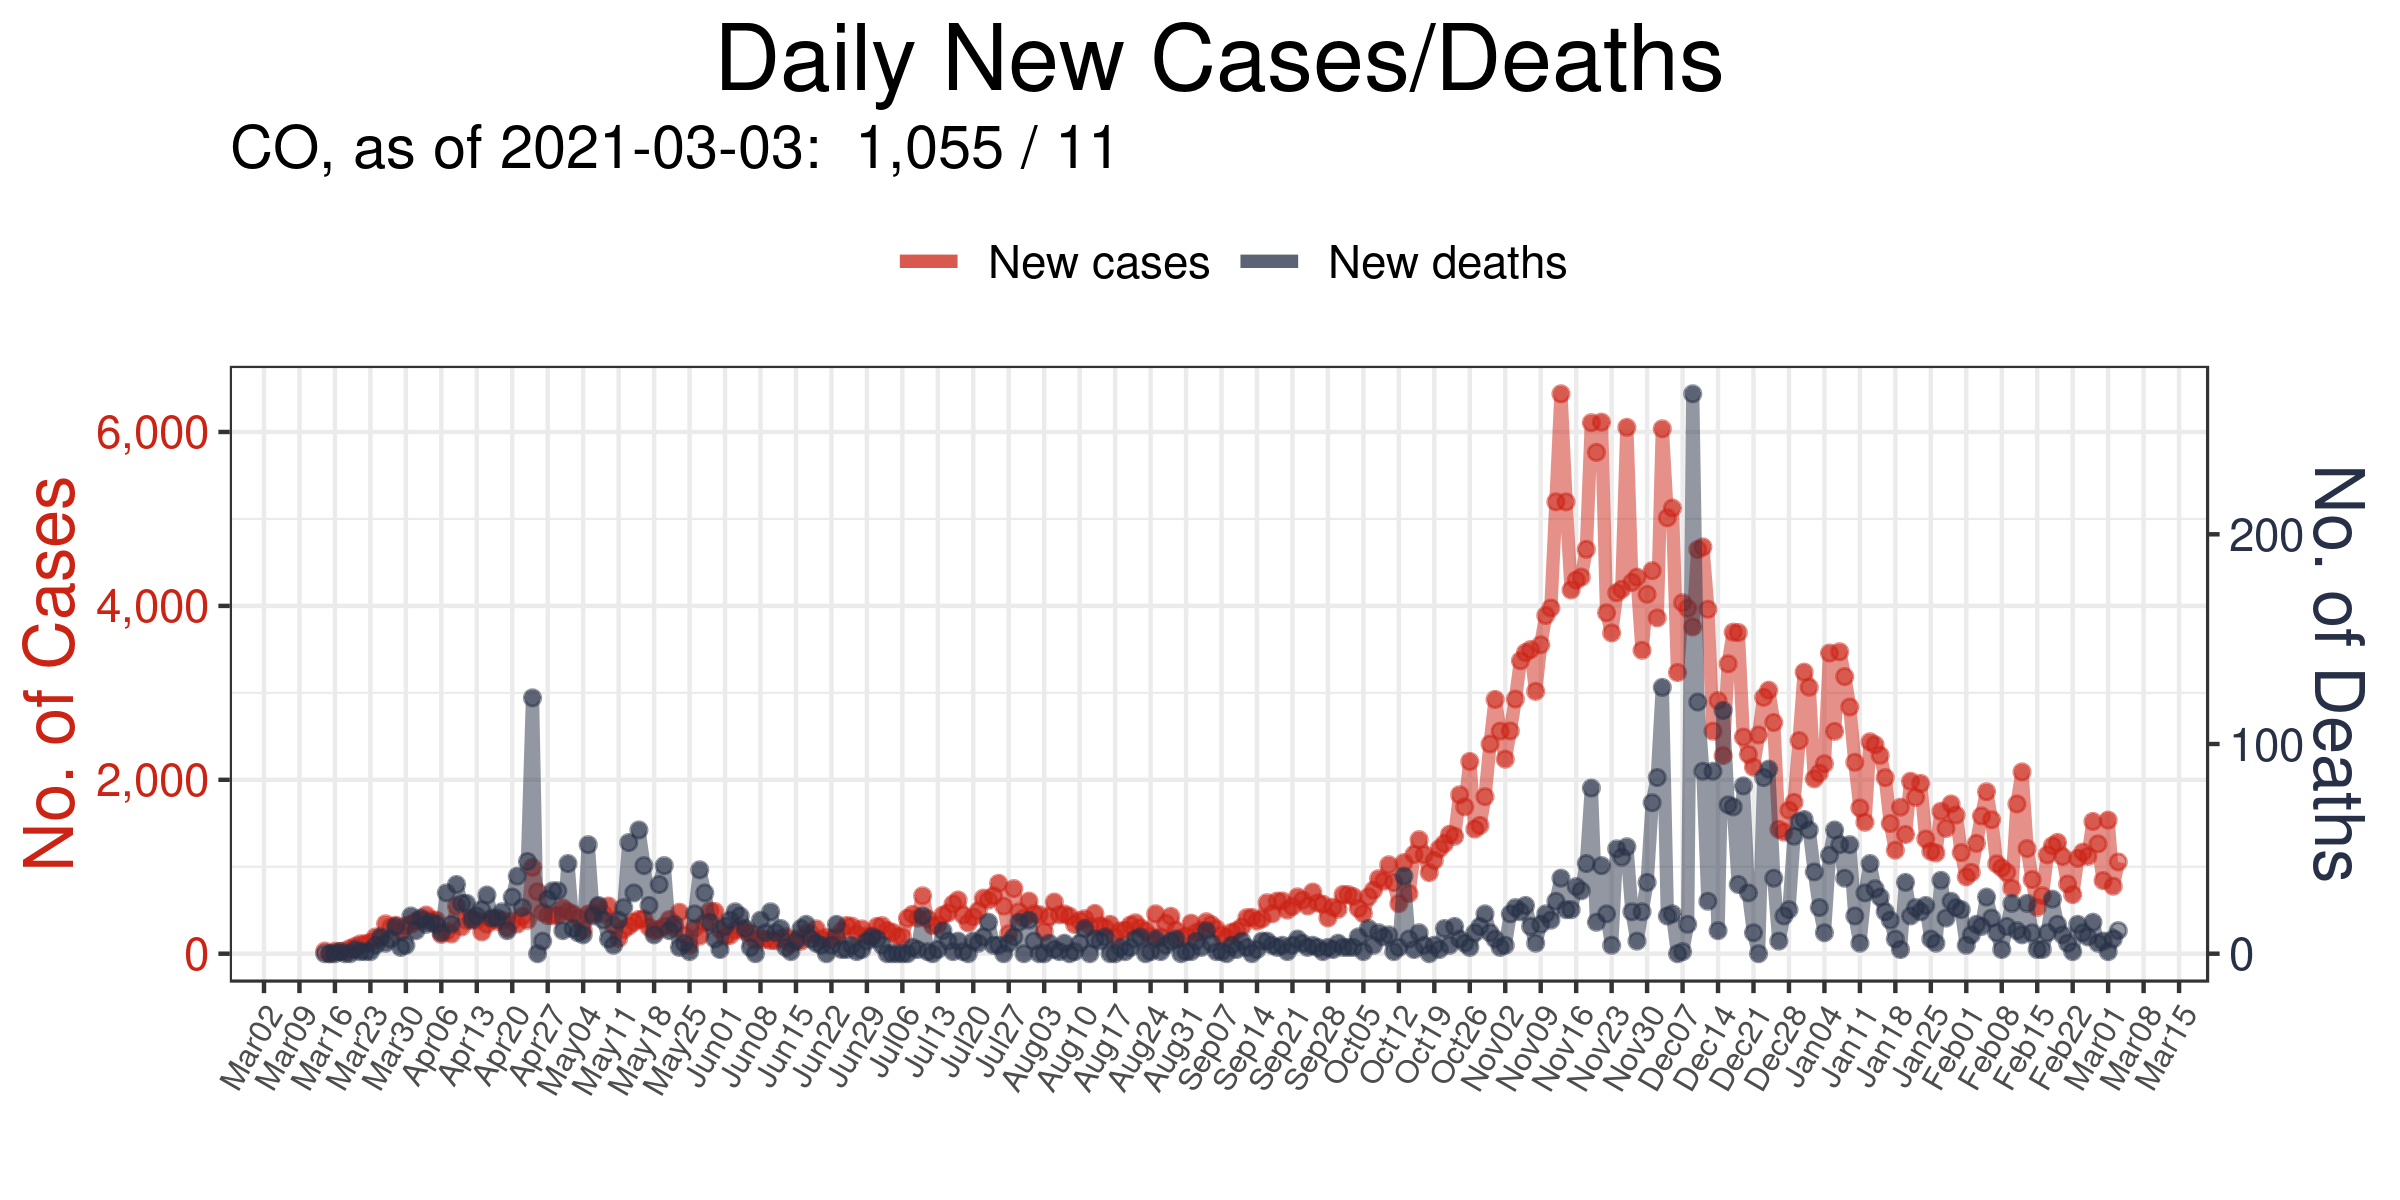 Daily New Cases/Deaths
CO, as of 2021-03-03: 1,055 / 11
New cases
New deaths
No. of Cases
6,000
4,000
2,000
0
200
100
0
No. of Deaths
Mar02
Mar09
Mar16
Mar23
Mar30
Apr06
Apr13
Apr20
Apr27
May04
May11
May18
May25
Jun01
Jun08
Jun15
Jun22
Jun29
Jul06
Jul13
Jul20
Jul27
Aug03
Aug10
Aug17
Aug24
Aug31
Sep07
Sep14
Sep21
Sep28
Oct05
Oct12
Oct19
Oct26
Nov02
Nov09
Nov16
Nov23
Nov30
Dec07
Dec14
Dec21
Dec28
Jan04
Jan11
Jan18
Jan25
Feb01
Feb08
Feb15
Feb22
Mar01
Mar08
Mar15